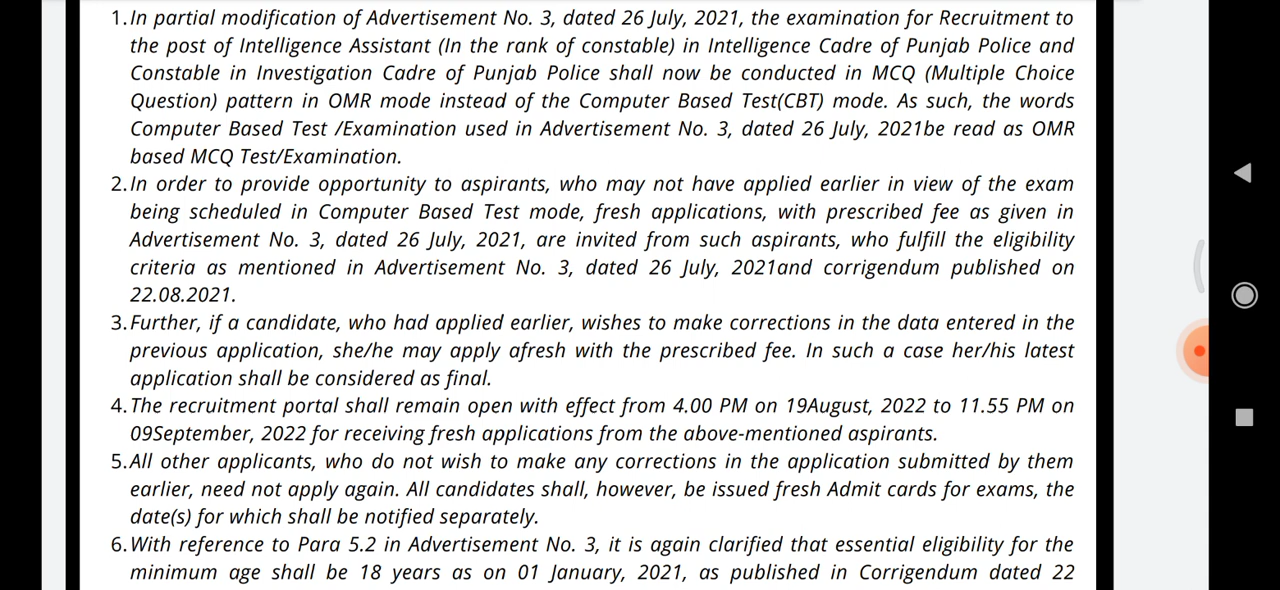 1. In partial modification of Advertisement No. 3, dated 26 July, 2021, the examination for Recruitment to
the post of Intelligence Assistant (In the rank of constable) in Intelligence Cadre of Punjab Police and
Constable in Investigation Cadre of Punjab Police shall now be conducted in MCQ (Multiple Choice
Question) pattern in OMR mode instead of the Computer Based Test(CBT) mode. As such, the words
Computer Based Test /Examination used in Advertisement No. 3, dated 26 July, 2021be read as OMR
based MCQ Test/Examination.
2. In order to provide opportunity to aspirants, who may not have applied earlier in view of the exam
being scheduled in Computer Based Test mode, fresh applications, with prescribed fee as given in
Advertisement No. 3, dated 26 July, 2021, are invited from such aspirants, who fulfill the eligibility
criteria as mentioned in Advertisement No. 3, dated 26 July, 2021and corrigendum published on
22.08.2021.
3. Further, if a candidate, who had applied earlier, wishes to make corrections in the data entered in the
previous application, she/he may apply afresh with the prescribed fee. In such a case her/his latest
application shall be considered as final.
4. The recruitment portal shall remain open with effect from 4.00 PM on 19August, 2022 to 11.55 PM on
09September, 2022 for receiving fresh applications from the above-mentioned aspirants.
5. All other applicants, who do not wish to make any corrections in the application submitted by them
earlier, need not apply again. All candidates shall, however, be issued fresh Admit cards for exams, the
date(s) for which shall be notified separately.
6. With reference to Para 5.2 in Advertisement No. 3, it is again clarified that essential eligibility for the
minimum age shall be 18 years as on 01 January, 2021, as published in Corrigendum dated 22